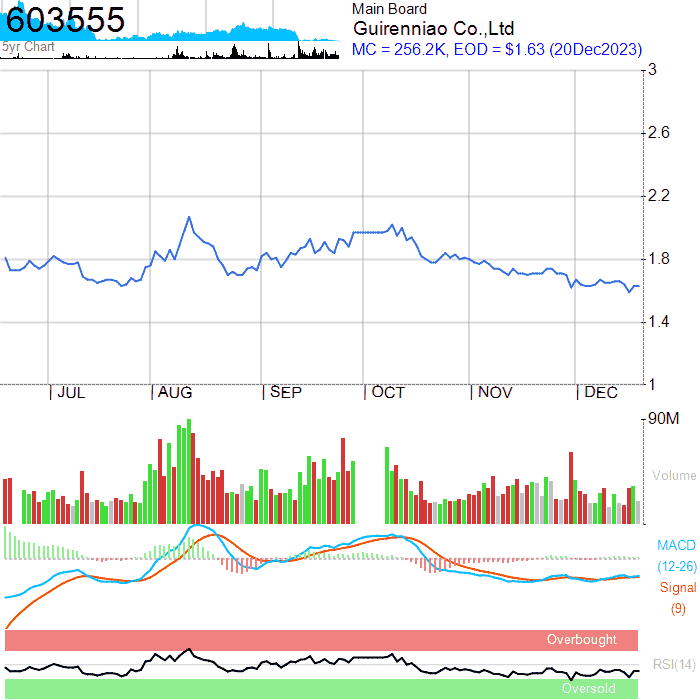 603555
5yr Chart
Main Board
Guirenniao Co.,Ltd
MC = 256.2K, EOD = $1.63 (20Dec2023)
3
2.6
2.2
1.8
1.4
1
JUL AUG SEP OCT NOV DEC
90M
Volume
MACD
(12-26)
Signal
(9)
Overbought
RSI(14)
Oversold